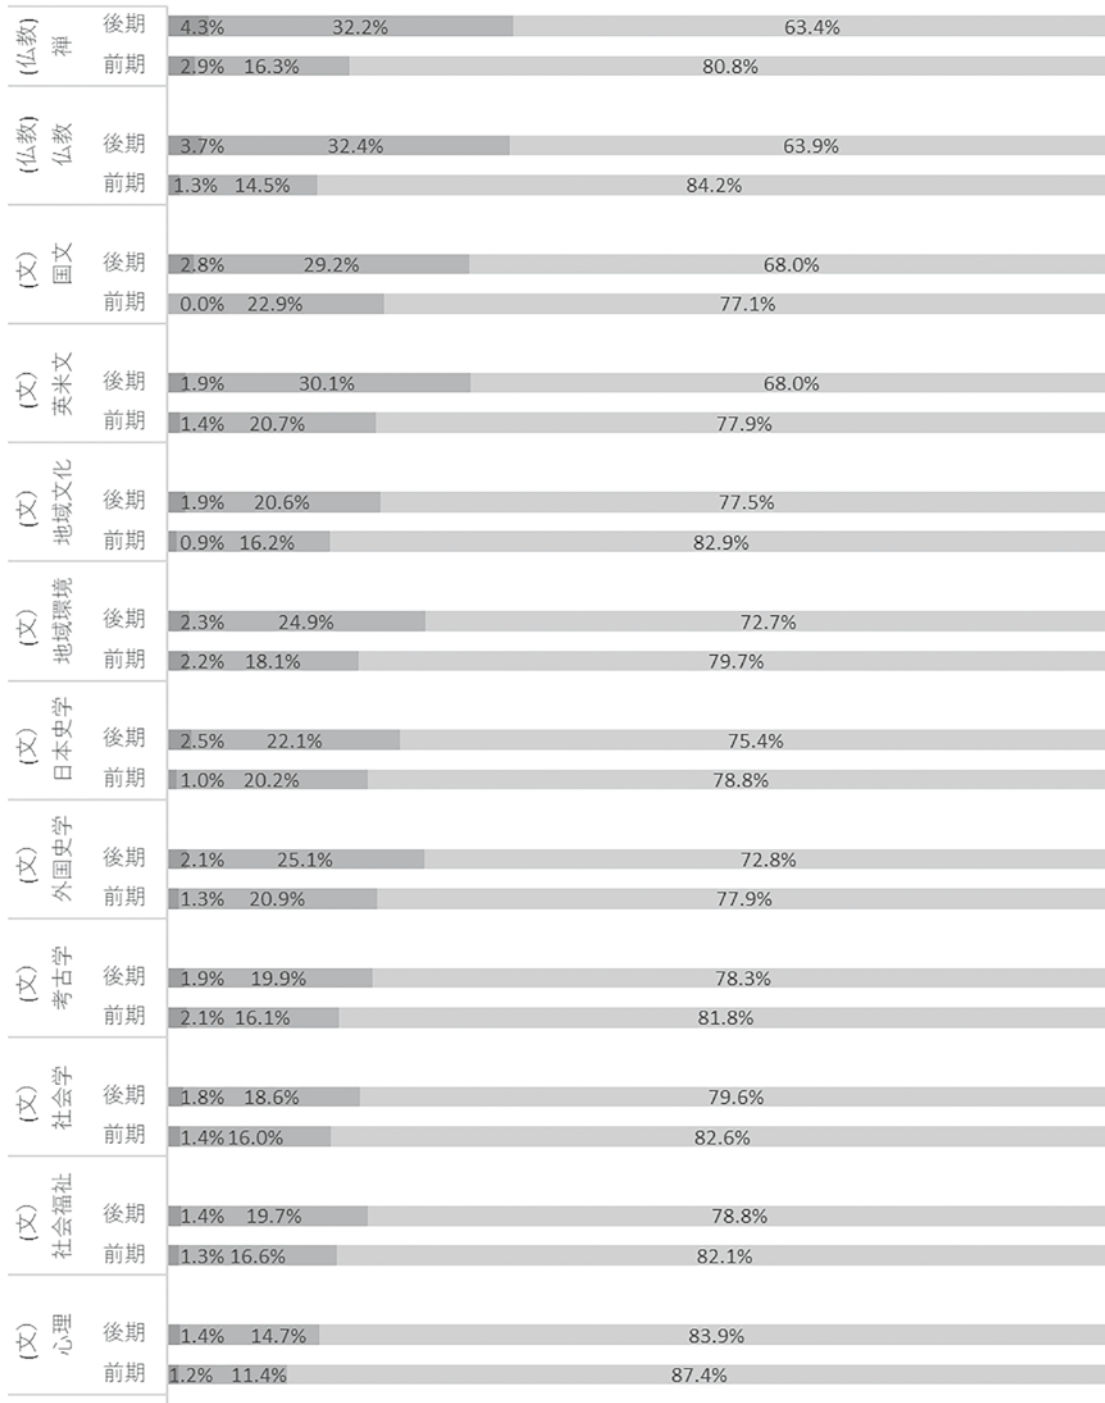 (仏教)
禅
後期 4.3% 32.2% 63.4%
前期 2.9% 16.3% 80.8%
(仏教)
仏教
後期 3.7% 32.4% 63.9%
前期 1.3% 14.5% 84.2%
(文)
国文
後期 2.8% 29.2% 68.0%
前期 0.0% 22.9% 77.1%
(文)
英米文
後期 1.9% 30.1% 68.0%
前期 1.4% 20.7% 77.9%
(文)
地域文化
後期 1.9% 20.6% 77.5%
前期 0.9% 16.2% 82.9%
(文)
地域環境
後期 2.3% 24.9% 72.7%
前期 2.2% 18.1% 79.7%
(文)
日本史学
後期 2.5% 22.1% 75.4%
前期 1.0% 20.2% 78.8%
(文)
外国史学
後期 2.1% 25.1% 72.8%
前期 1.3% 20.9% 77.9%
(文)
考古学
後期 1.9% 19.9% 78.3%
前期 2.1% 16.1% 81.8%
(文)
社会学
後期 1.8% 18.6% 79.6%
前期 1.4% 16.0% 82.6%
(文)
社会福祉
後期 1.4% 19.7% 78.8%
前期 1.3% 16.6% 82.1%
(文)
心理
後期 1.4% 14.7% 83.9%
前期 1.2% 11.4% 87.4%